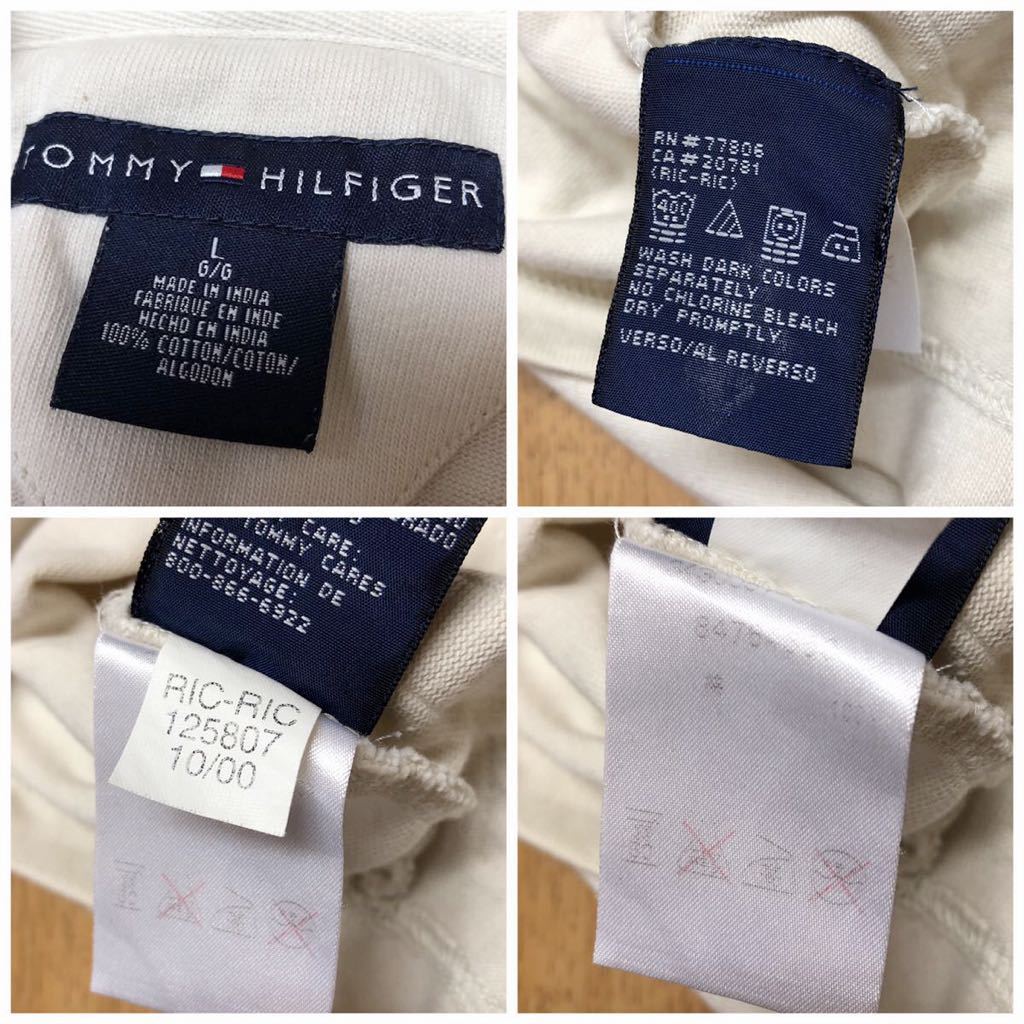 TOMMY HILFIGER
L
G/G
MADE IN INDIA
FABRIQUE EN INDE
HECHO EN INDIA
100% COTTON/COTON/
ALGODON
RN#77806
CA#20781
(RIC-RIC)
40C
WASH DARK COLORS
SEPARATELY
NO CHLORINE BLEACH
DRY PROMPTLY
VERSO/AL REVERSO
CARE:
TOMMY CARES
INFORMATION DE
NETTOYAGE:
800-866-6922
RIC-RIC
125807
10/00
8476